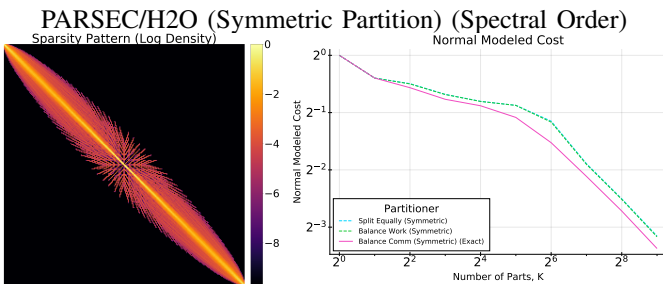 PARSEC/H2O (Symmetric Partition) (Spectral Order)
Sparsity Pattern (Log Density)
0
−2
−4
−6
−8
Normal Modeled Cost
Normal Modeled Cost
2^0
2^−1
2^−2
2^−3
Partitioner
Split Equally (Symmetric)
Balance Work (Symmetric)
Balance Comm (Symmetric) (Exact)
2^0 2^2 2^4 2^6 2^8
Number of Parts, K